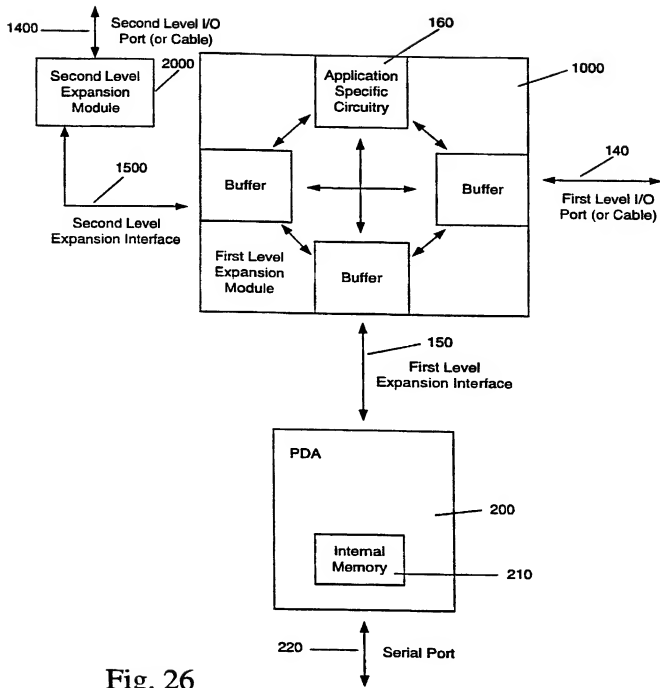 1400
Second Level I/O
Port (or Cable)
2000
Second Level
Expansion
Module
160
Application
Specific
Circuitry
1000
1500
Second Level
Expansion Interface
Buffer
Buffer
140
First Level I/O
Port (or Cable)
First Level
Expansion
Module
Buffer
150
First Level
Expansion Interface
PDA
200
Internal
Memory
210
220
Serial Port
Fig. 26